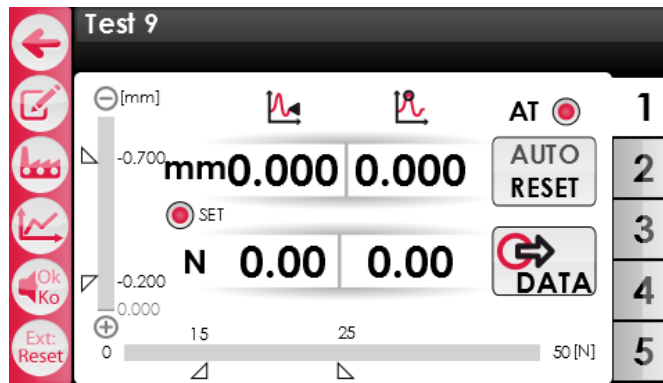 Test 9
[mm]
AT
1
-0.700
mm 0.000 0.000
AUTO
RESET
2
SET
3
N 0.00 0.00
DATA
-0.200
4
Ok
Ko
0.000
15 25
0 50 [N]
Ext:
Reset
5